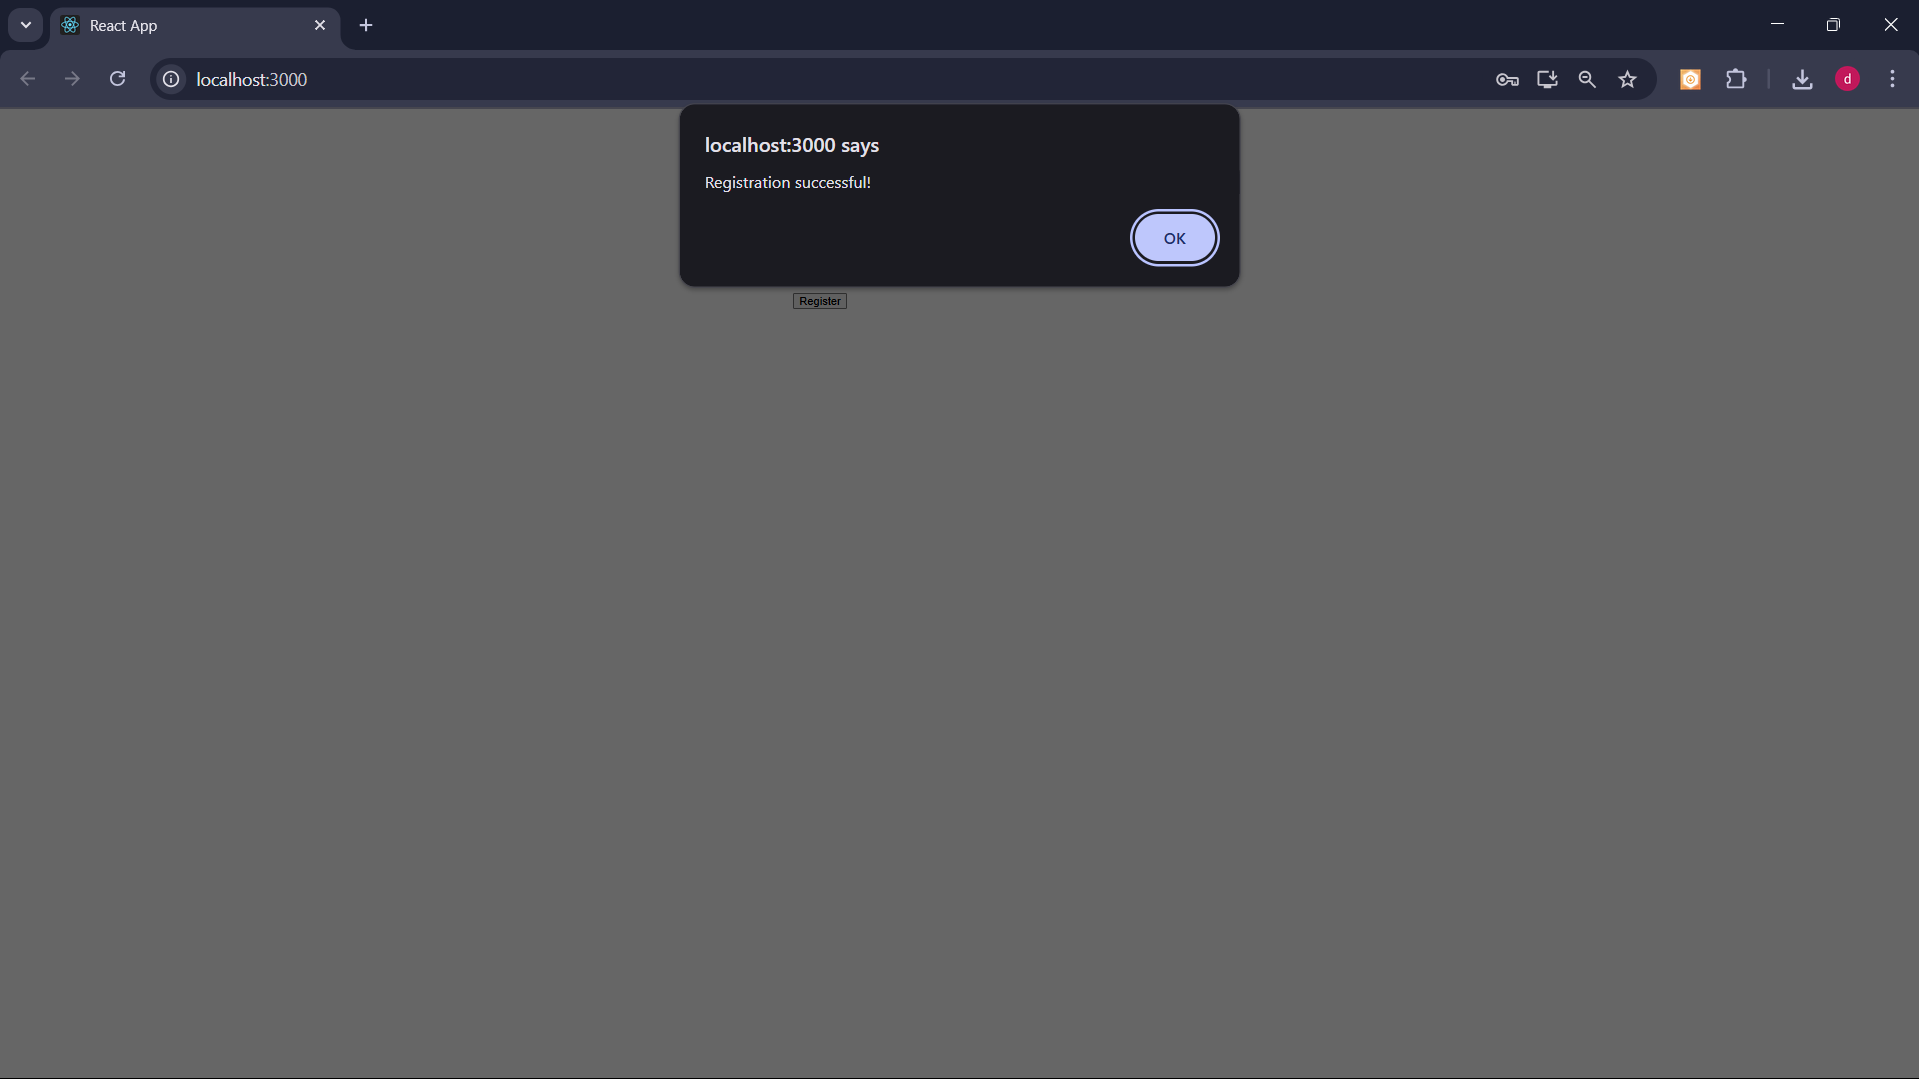 React App
localhost:3000
d
localhost:3000 says
Registration successful!
OK
Register